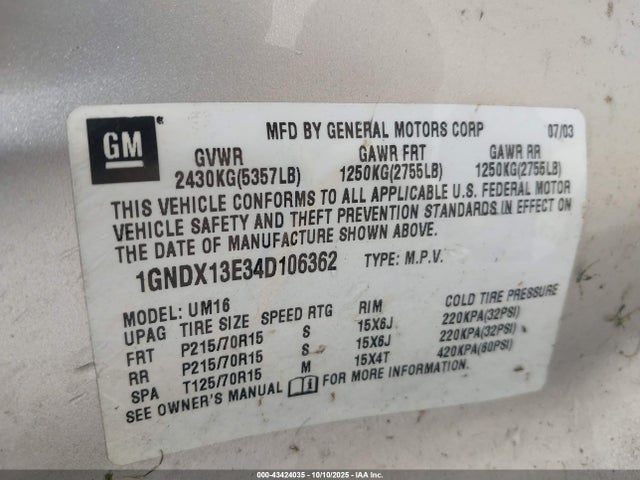 GM
MFD BY GENERAL MOTORS CORP 07/03
GVWR GAWR FRT GAWR RR
2430KG(5357LB) 1250KG(2755LB) 1250KG(2755LB)
THIS VEHICLE CONFORMS TO ALL APPLICABLE U.S. FEDERAL MOTOR
VEHICLE SAFETY AND THEFT PREVENTION STANDARDS IN EFFECT ON
THE DATE OF MANUFACTURE SHOWN ABOVE.
1GNDX13E34D106362 TYPE: M.P.V.
MODEL: UM16
UPAG TIRE SIZE SPEED RTG RIM COLD TIRE PRESSURE
FRT P215/70R15 S 15X6J 220KPA(32PSI)
RR P215/70R15 S 15X6J 220KPA(32PSI)
SPA T125/70R15 M 15X4T 420KPA(60PSI)
SEE OWNER'S MANUAL FOR MORE INFORMATION.
000-43424035 - 10/10/2025 - IAAI, Inc.